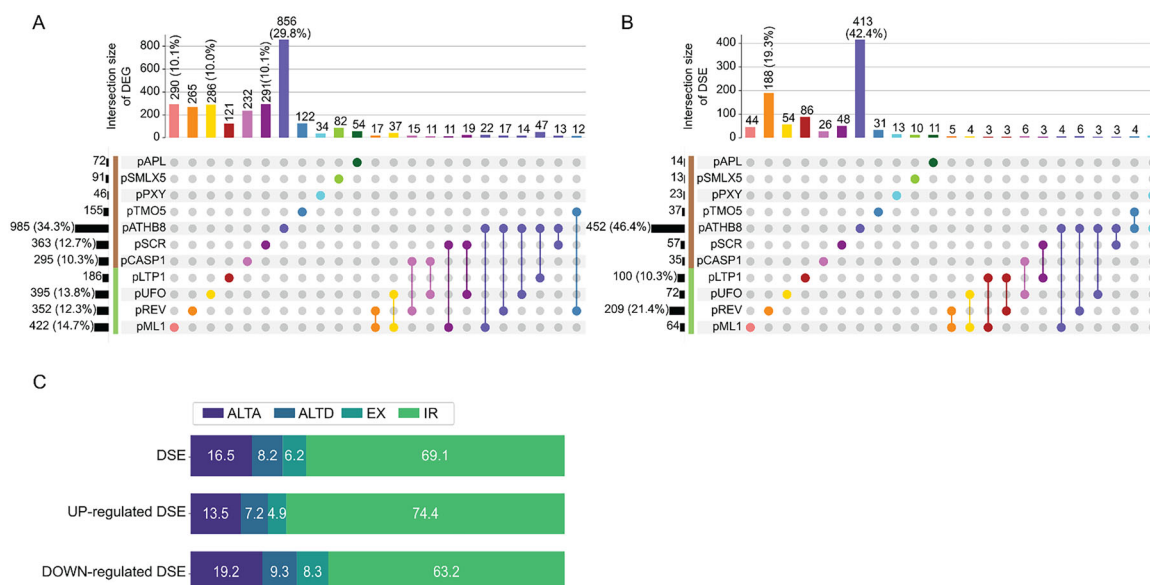 A
Intersection size
of DEG
800
600
400
200
0
290 (10.1%)
265
286 (10.0%)
121
232
291(10.1%)
856
(29.8%)
122
34
82
54
17
37
15
11
11
19
22
17
14
47
13
12
72 pAPL
91 pSMLX5
46 pPXY
155 pTMO5
985 (34.3%) pATHB8
363 (12.7%) pSCR
295 (10.3%) pCASP1
186 pLTP1
395 (13.8%) pUFO
352 (12.3%) pREV
422 (14.7%) pML1
B
Intersection size
of DSE
400
300
200
100
0
44
188 (19.3%)
54
86
26
48
413
(42.4%)
31
13
10
11
5
4
3
3
6
3
4
6
3
3
4
14 pAPL
13 pSMLX5
23 pPXY
37 pTMO5
452 (46.4%) pATHB8
57 pSCR
35 pCASP1
100 (10.3%) pLTP1
72 pUFO
209 (21.4%) pREV
64 pML1
C
ALTA ALTD EX IR
DSE 16.5 8.2 6.2 69.1
UP-regulated DSE 13.5 7.2 4.9 74.4
DOWN-regulated DSE 19.2 9.3 8.3 63.2